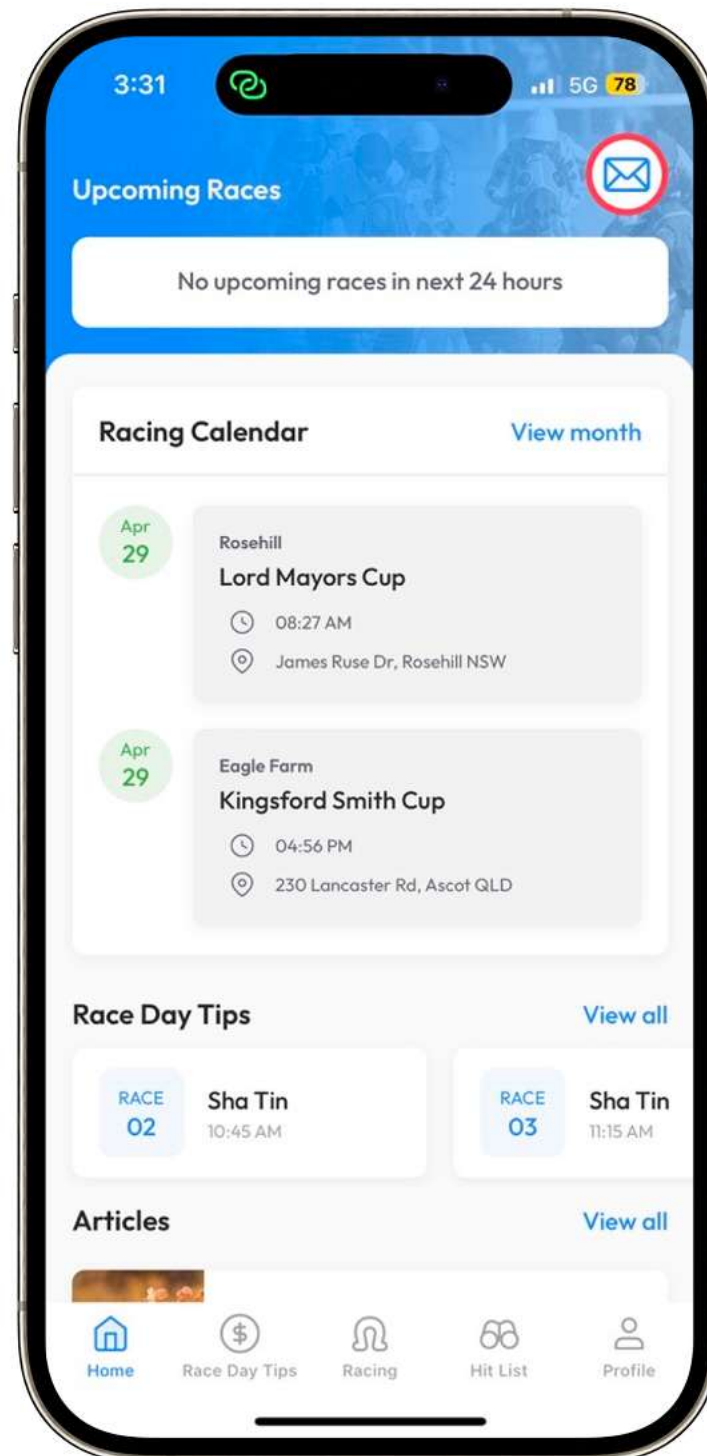 3:31
5G 78
Upcoming Races
No upcoming races in next 24 hours
Racing Calendar
View month
Apr
29
Rosehill
Lord Mayors Cup
08:27 AM
James Ruse Dr, Rosehill NSW
Apr
29
Eagle Farm
Kingsford Smith Cup
04:56 PM
230 Lancaster Rd, Ascot QLD
Race Day Tips
View all
RACE
02
Sha Tin
10:45 AM
RACE
03
Sha Tin
11:15 AM
Articles
View all
Home
Race Day Tips
Racing
Hit List
Profile